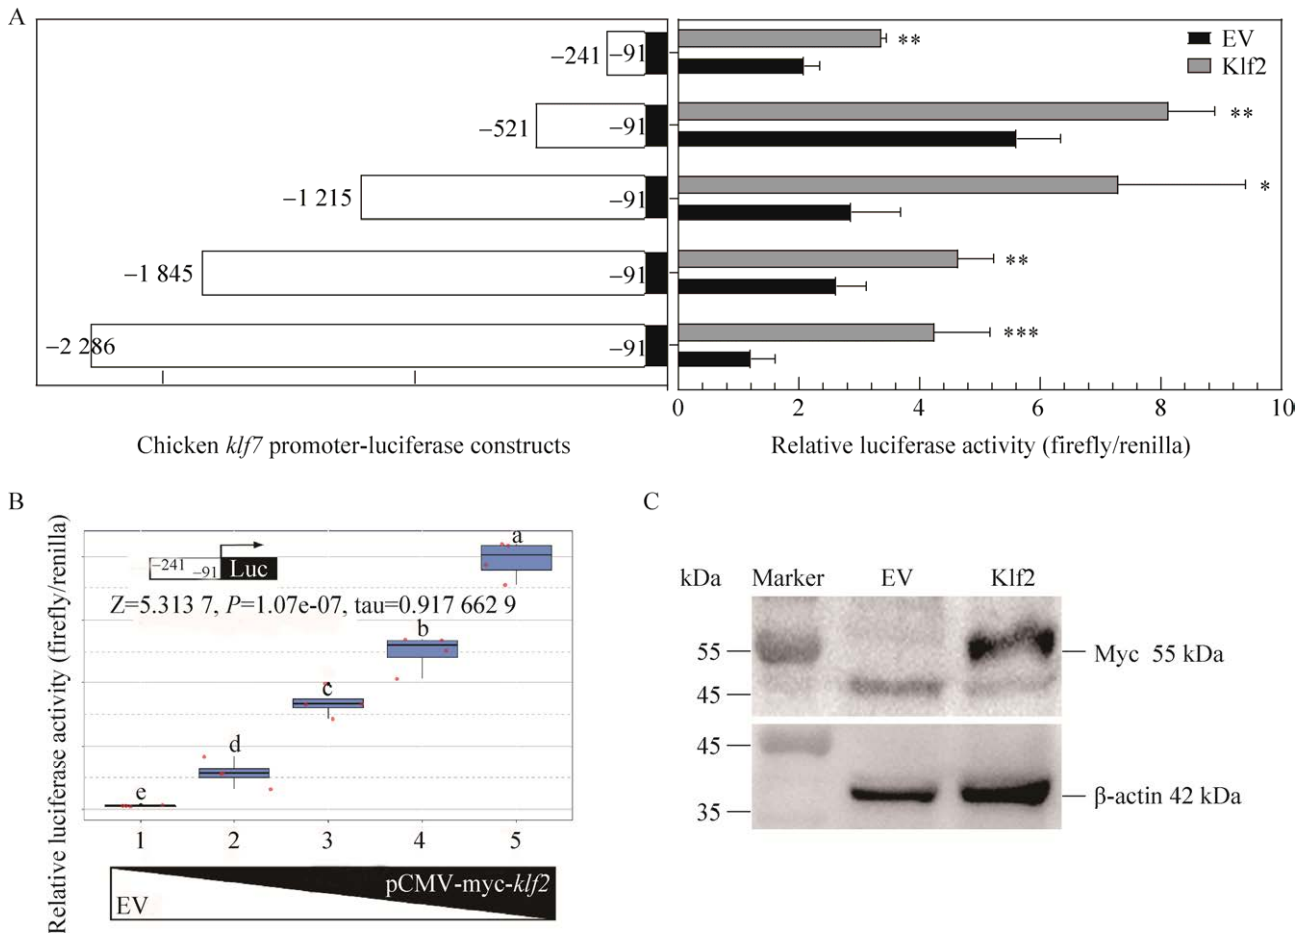 A
−241
−91
**
EV
Klf2
−521
−91
**
−1 215
−91
*
−1 845
−91
**
−2 286
−91
***
0 2 4 6 8 10
Chicken klf7 promoter-luciferase constructs
Relative luciferase activity (firefly/renilla)
B
Relative luciferase activity (firefly/renilla)
−241
−91
Luc
Z=5.313 7, P=1.07e-07, tau=0.917 662 9
a
b
c
d
e
1 2 3 4 5
pCMV-myc-klf2
EV
C
kDa Marker EV Klf2
55
Myc 55 kDa
45
45
β-actin 42 kDa
35